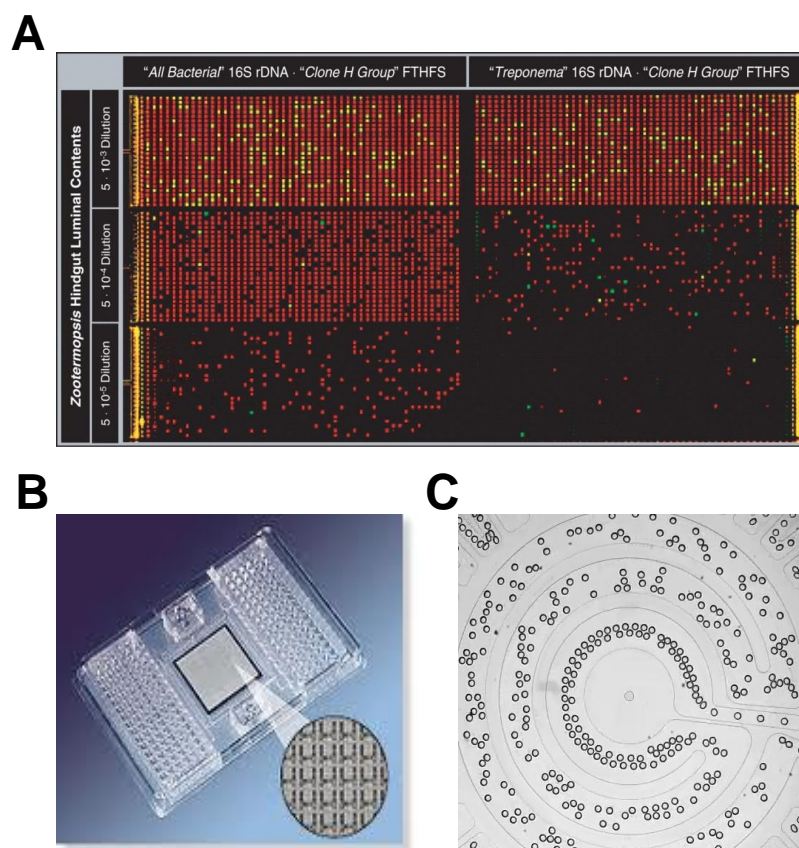 A
“All Bacterial” 16S rDNA · “Clone H Group” FTHFS
“Treponema” 16S rDNA · “Clone H Group” FTHFS
Zootermopsis Hindgut Luminal Contents
5 · 10-3 Dilution
5 · 10-4 Dilution
5 · 10-5 Dilution
B
C